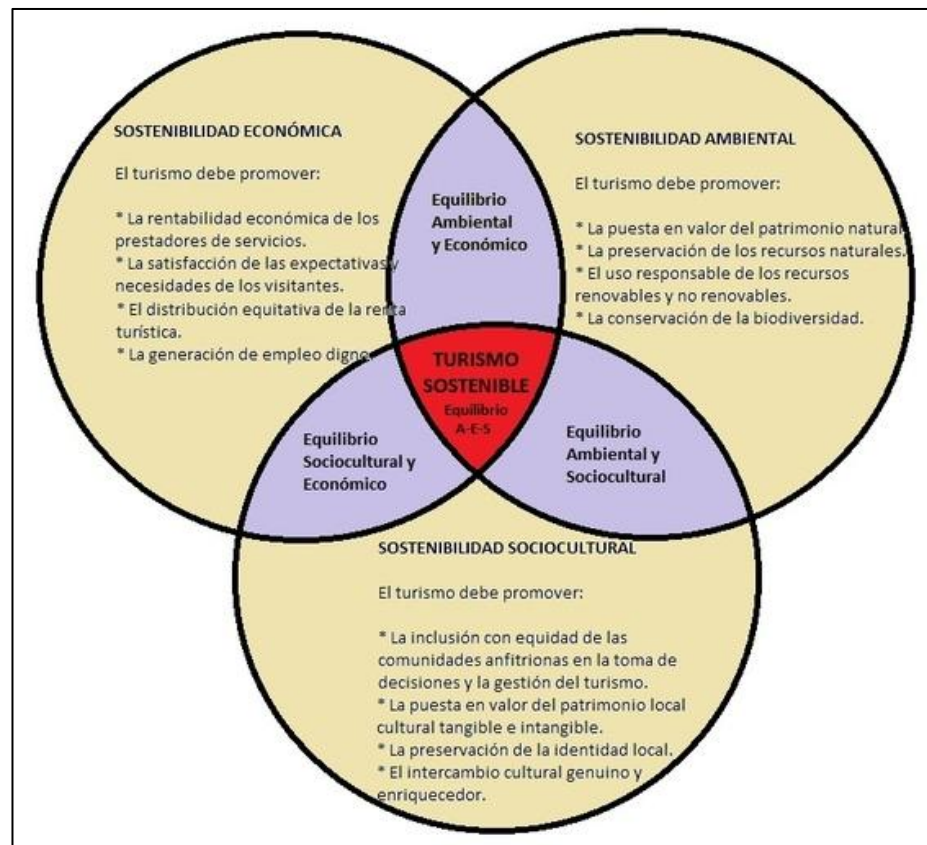 SOSTENIBILIDAD ECONÓMICA
El turismo debe promover:
* La rentabilidad económica de los
prestadores de servicios.
* La satisfacción de las expectativas y
necesidades de los visitantes.
* El distribución equitativa de la renta
turística.
* La generación de empleo digno.
Equilibrio
Ambiental
y Económico
SOSTENIBILIDAD AMBIENTAL
El turismo debe promover:
* La puesta en valor del patrimonio natural.
* La preservación de los recursos naturales.
* El uso responsable de los recursos
renovables y no renovables.
* La conservación de la biodiversidad.
TURISMO
SOSTENIBLE
Equilibrio
A-E-S
Equilibrio
Sociocultural y
Económico
Equilibrio
Ambiental y
Sociocultural
SOSTENIBILIDAD SOCIOCULTURAL
El turismo debe promover:
* La inclusión con equidad de las
comunidades anfitrionas en la toma de
decisiones y la gestión del turismo.
* La puesta en valor del patrimonio local
cultural tangible e intangible.
* La preservación de la identidad local.
* El intercambio cultural genuino y
enriquecedor.